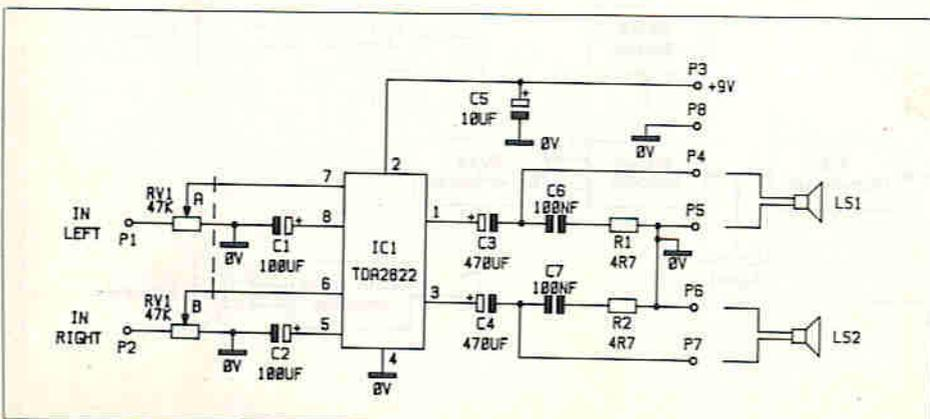 P3
+9V
C5
10UF
0V
P8
0V
P4
2
7
RV1
47K
A
IN
LEFT
P1
0V
C1
100UF
8
IC1
TDA2822
1
C3
470UF
C6
100NF
R1
4R7
P5
0V
LS1
6
RV1
47K
B
IN
RIGHT
P2
0V
C2
100UF
5
3
C4
470UF
C7
100NF
R2
4R7
P6
P7
LS2
4
0V